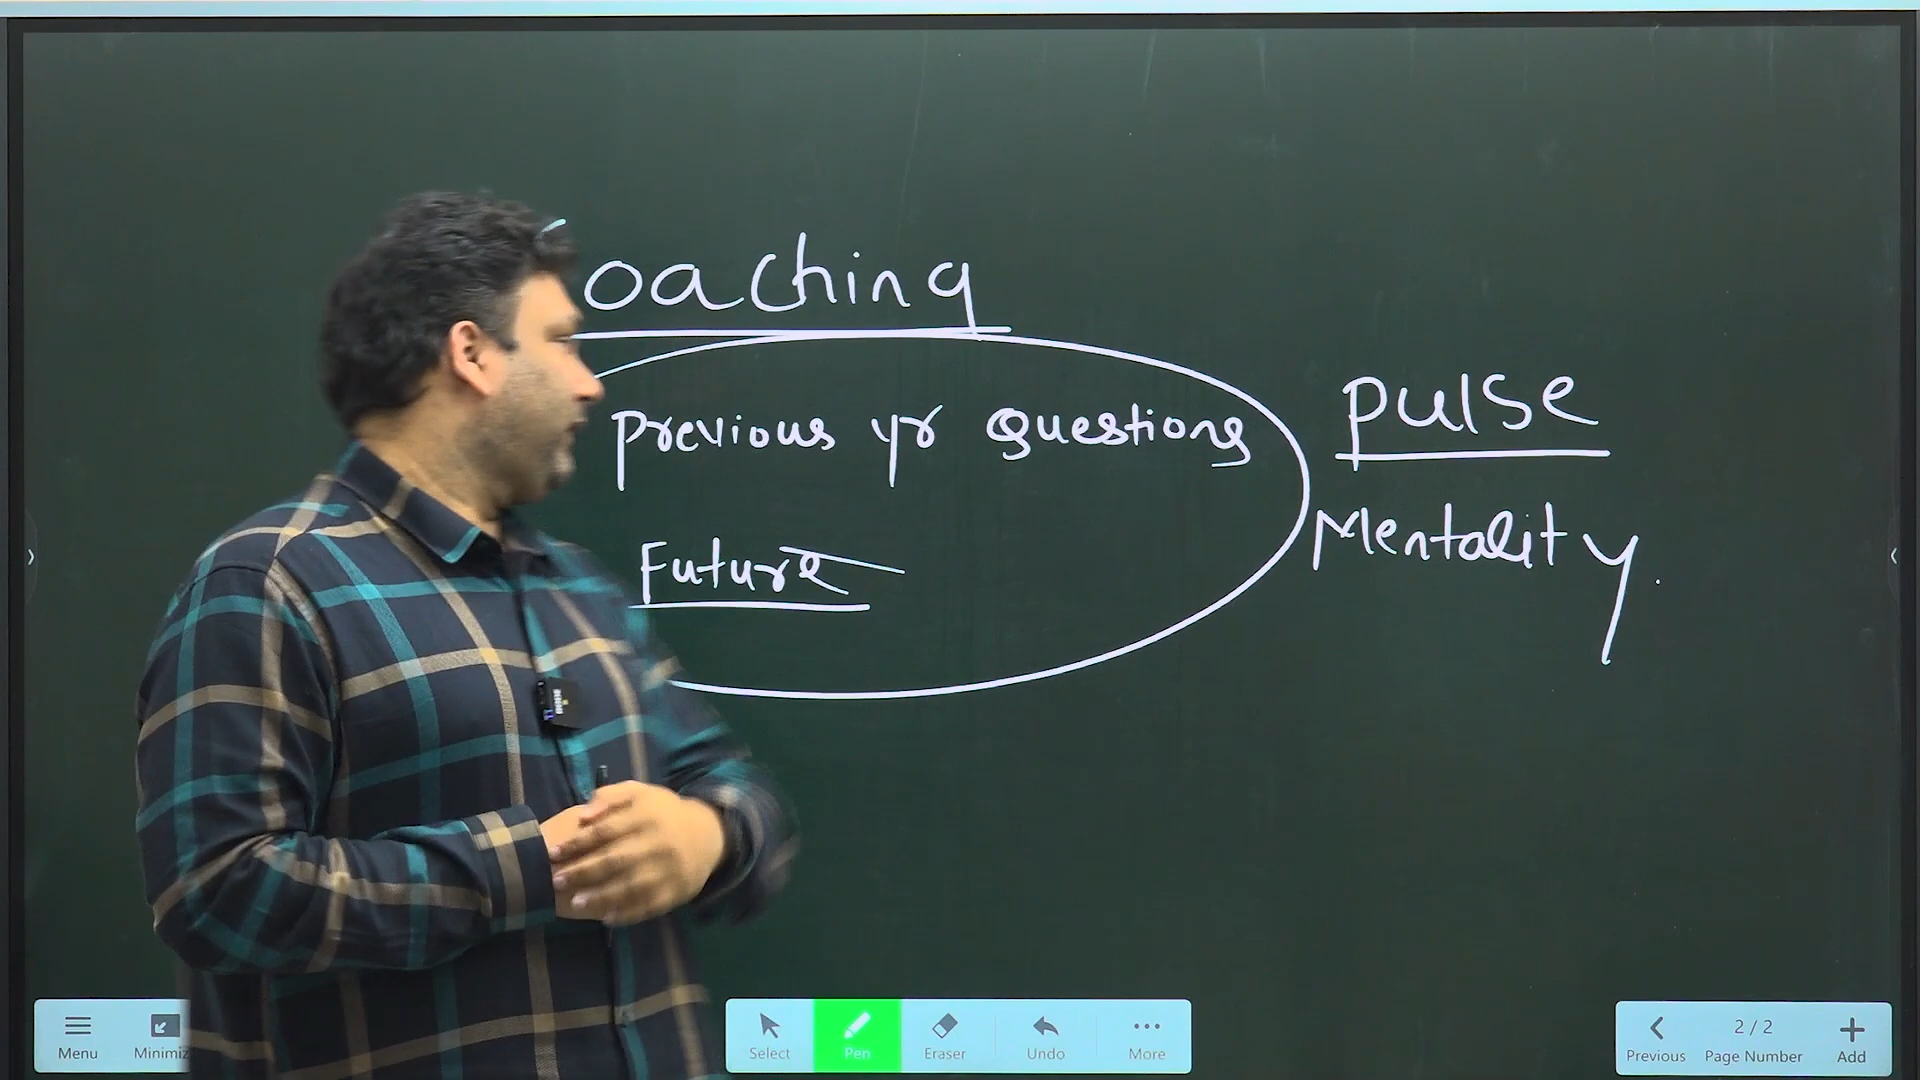 oaching
Previous yr Questions
Future
Pulse
Mentality.
Menu
Minimiz
Select
Pen
Eraser
Undo
More
Previous
2 / 2
Page Number
Add